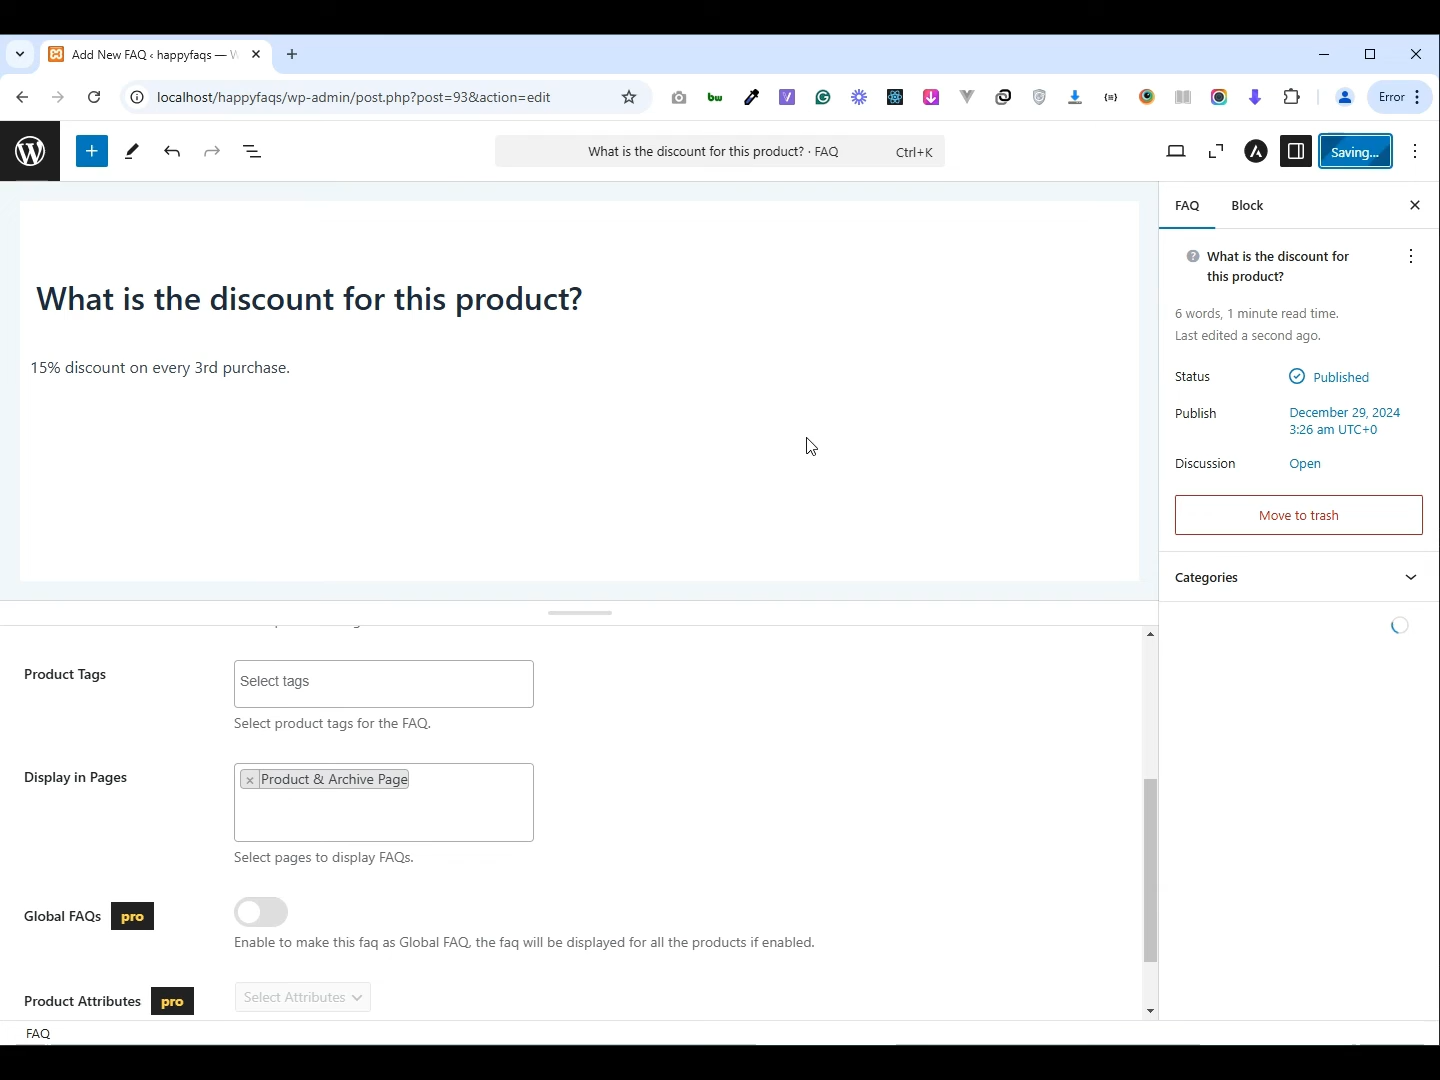 Add New FAQ ‹ happyfaqs — W
localhost/happyfaqs/wp-admin/post.php?post=93&action=edit
Error
What is the discount for this product? · FAQ
Ctrl+K
Saving...
FAQ
Block
What is the discount for this product?
15% discount on every 3rd purchase.
What is the discount for
this product?
6 words, 1 minute read time.
Last edited a second ago.
Status
Published
Publish
December 29, 2024
3:26 am UTC+0
Discussion
Open
Move to trash
Categories
Product Tags
Select tags
Select product tags for the FAQ.
Display in Pages
× Product & Archive Page
Select pages to display FAQs.
Global FAQs
pro
Enable to make this faq as Global FAQ, the faq will be displayed for all the products if enabled.
Product Attributes
pro
Select Attributes
FAQ